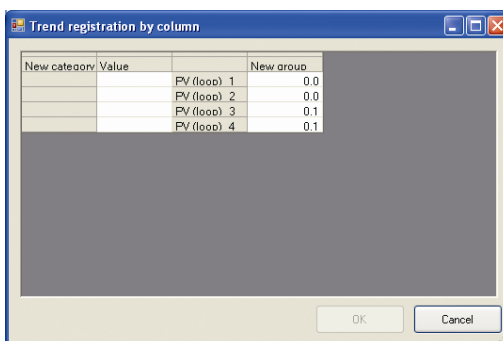 Trend registration by column
New category Value New group
PV (loop) 1 0.0
PV (loop) 2 0.0
PV (loop) 3 0.1
PV (loop) 4 0.1
OK Cancel